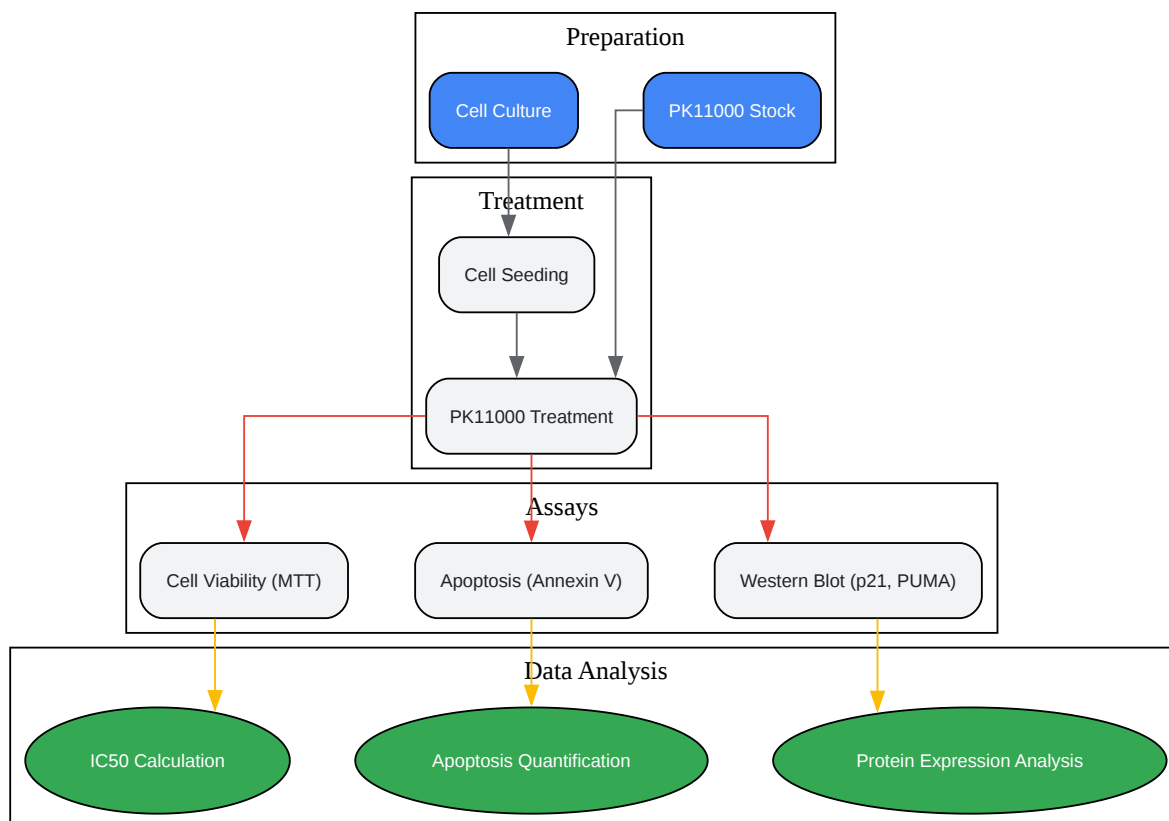 Preparation
Cell Culture
PK11000 Stock
Treatment
Cell Seeding
PK11000 Treatment
Assays
Cell Viability (MTT)
Apoptosis (Annexin V)
Western Blot (p21, PUMA)
Data Analysis
IC50 Calculation
Apoptosis Quantification
Protein Expression Analysis